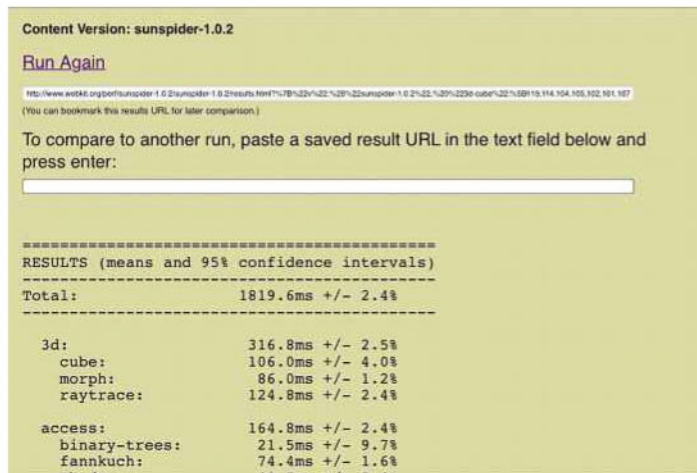 Content Version: sunspider-1.0.2
Run Again
(You can bookmark this results URL for later comparison.)
To compare to another run, paste a saved result URL in the text field below and
press enter:
============================================
RESULTS (means and 95% confidence intervals)
--------------------------------------------
Total: 1819.6ms +/- 2.4%
--------------------------------------------
3d: 316.8ms +/- 2.5%
cube: 106.0ms +/- 4.0%
morph: 86.0ms +/- 1.2%
raytrace: 124.8ms +/- 2.4%
access: 164.8ms +/- 2.4%
binary-trees: 21.5ms +/- 9.7%
fannkuch: 74.4ms +/- 1.6%